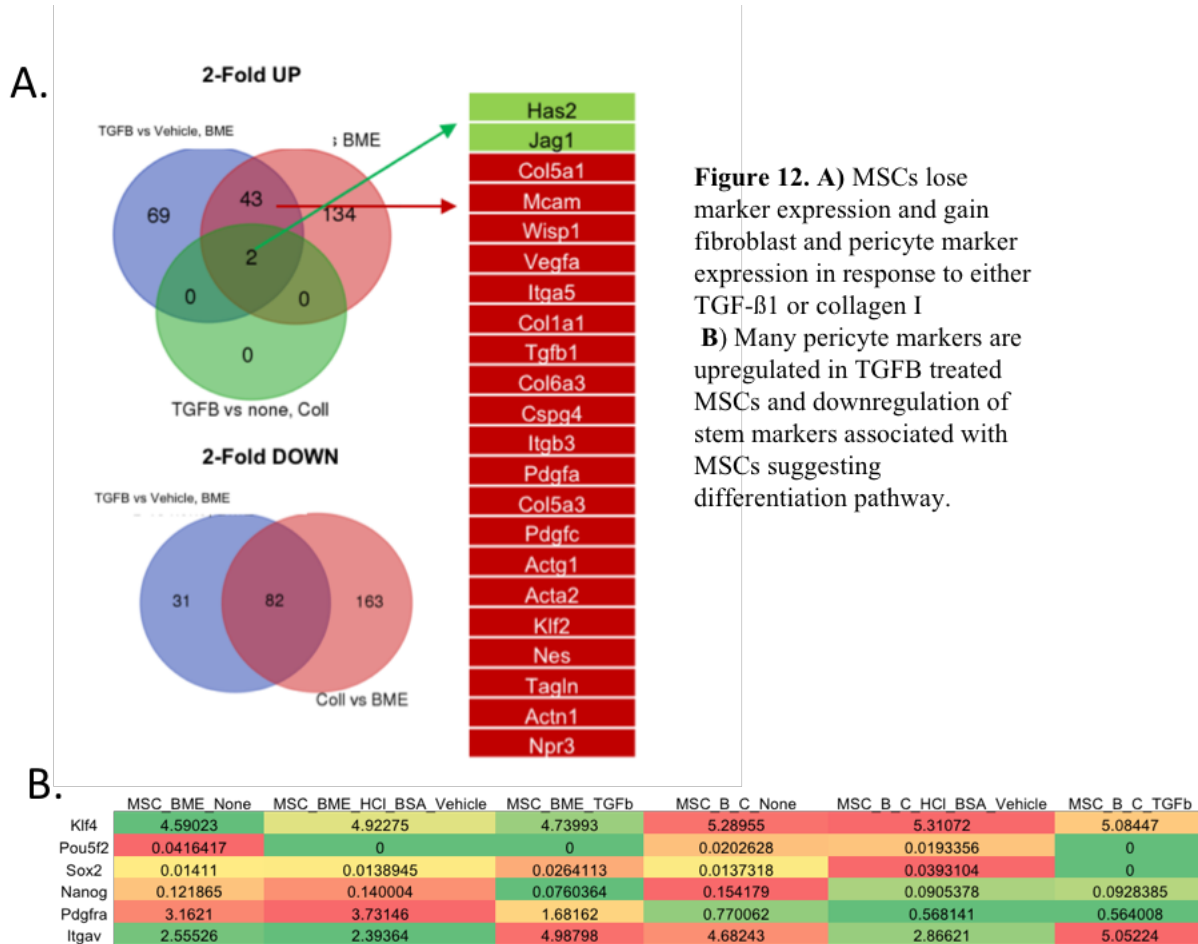 A.
2-Fold UP
TGFB vs Vehicle, BME
s BME
69
43
134
2
0
0
0
TGFB vs none, Coll
2-Fold DOWN
TGFB vs Vehicle, BME
31
82
163
Coll vs BME
Has2
Jag1
Col5a1
Mcam
Wisp1
Vegfa
Itga5
Col1a1
Tgfb1
Col6a3
Cspg4
Itgb3
Pdgfa
Col5a3
Pdgfc
Actg1
Acta2
Klf2
Nes
Tagln
Actn1
Npr3
Figure 12. A) MSCs lose
marker expression and gain
fibroblast and pericyte marker
expression in response to either
TGF-ß1 or collagen I
B) Many pericyte markers are
upregulated in TGFB treated
MSCs and downregulation of
stem markers associated with
MSCs suggesting
differentiation pathway.
B.
MSC_BME_None MSC_BME_HCl_BSA_Vehicle MSC_BME_TGFb MSC_B_C_None MSC_B_C_HCl_BSA_Vehicle MSC_B_C_TGFb
Klf4 4.59023 4.92275 4.73993 5.28955 5.31072 5.08447
Pou5f2 0.0416417 0 0 0.0202628 0.0193356 0
Sox2 0.01411 0.0138945 0.0264113 0.0137318 0.0393104 0
Nanog 0.121865 0.140004 0.0760364 0.154179 0.0905378 0.0928385
Pdgfra 3.1621 3.73146 1.68162 0.770062 0.568141 0.564008
Itgav 2.55526 2.39364 4.98798 4.68243 2.86621 5.05224